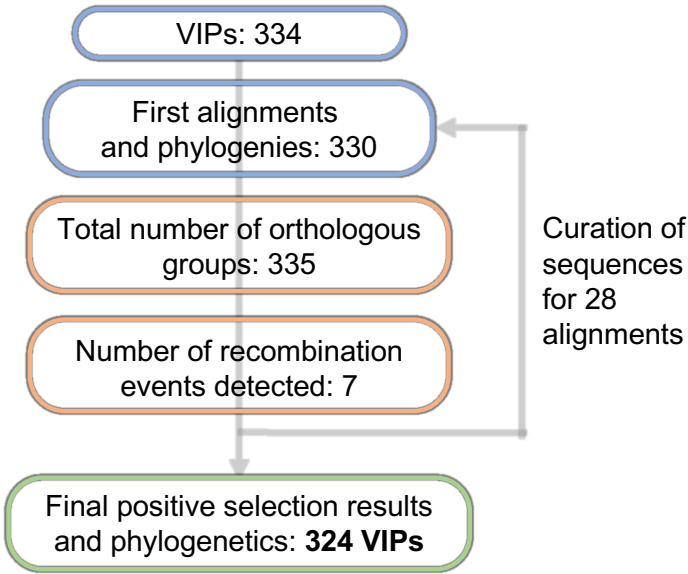 VIPs: 334
First alignments
and phylogenies: 330
Total number of orthologous
groups: 335
Number of recombination
events detected: 7
Curation of
sequences
for 28
alignments
Final positive selection results
and phylogenetics: 324 VIPs